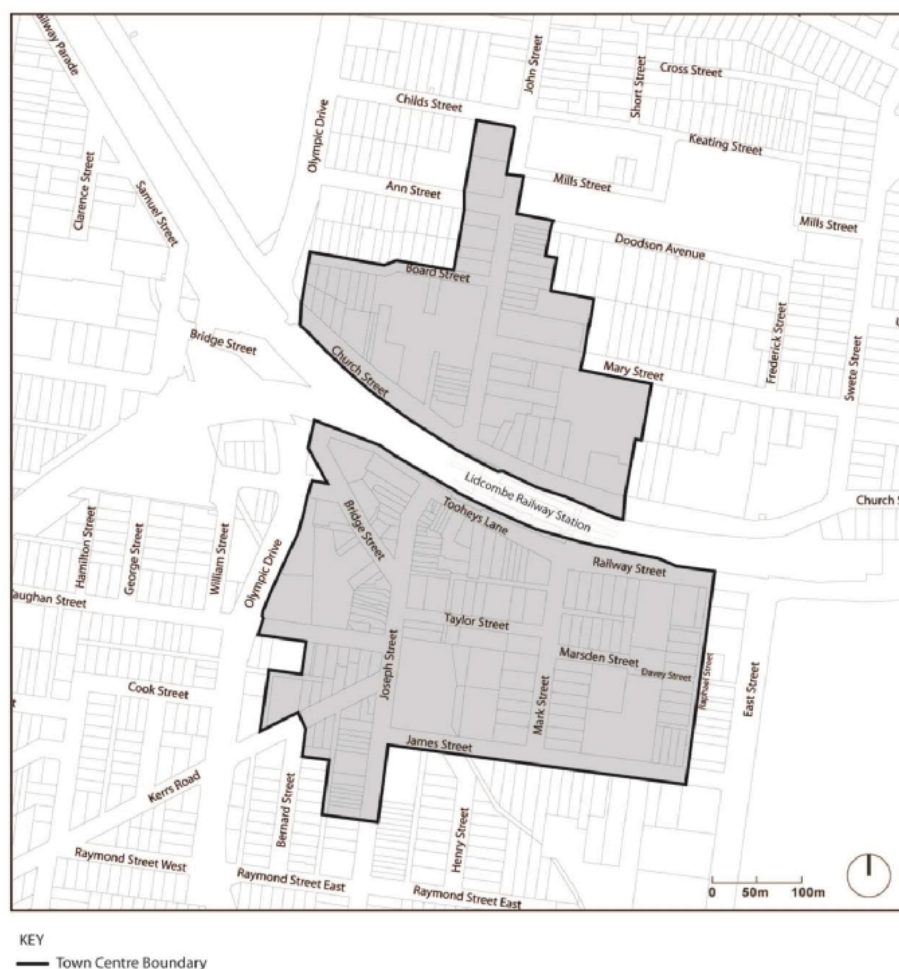 Railway Parade
Clarence Street
Samuel Street
Olympic Drive
John Street
Cross Street
Short Street
Childs Street
Keating Street
Mills Street
Ann Street
Mills Street
Doodson Avenue
Board Street
Bridge Street
Church Street
Mary Street
Frederick Street
Swete Street
Lidcombe Railway Station
Church S
Tooheys Lane
Bridge Street
Railway Street
Hamilton Street
George Street
William Street
Olympic Drive
aughan Street
Taylor Street
Marsden Street
Davey Street
Raphael Street
East Street
Joseph Street
Mark Street
Cook Street
James Street
Kerrs Road
Bernard Street
Henry Street
Raymond Street West
Raymond Street East
Raymond Street East
0 50m 100m
KEY
Town Centre Boundary